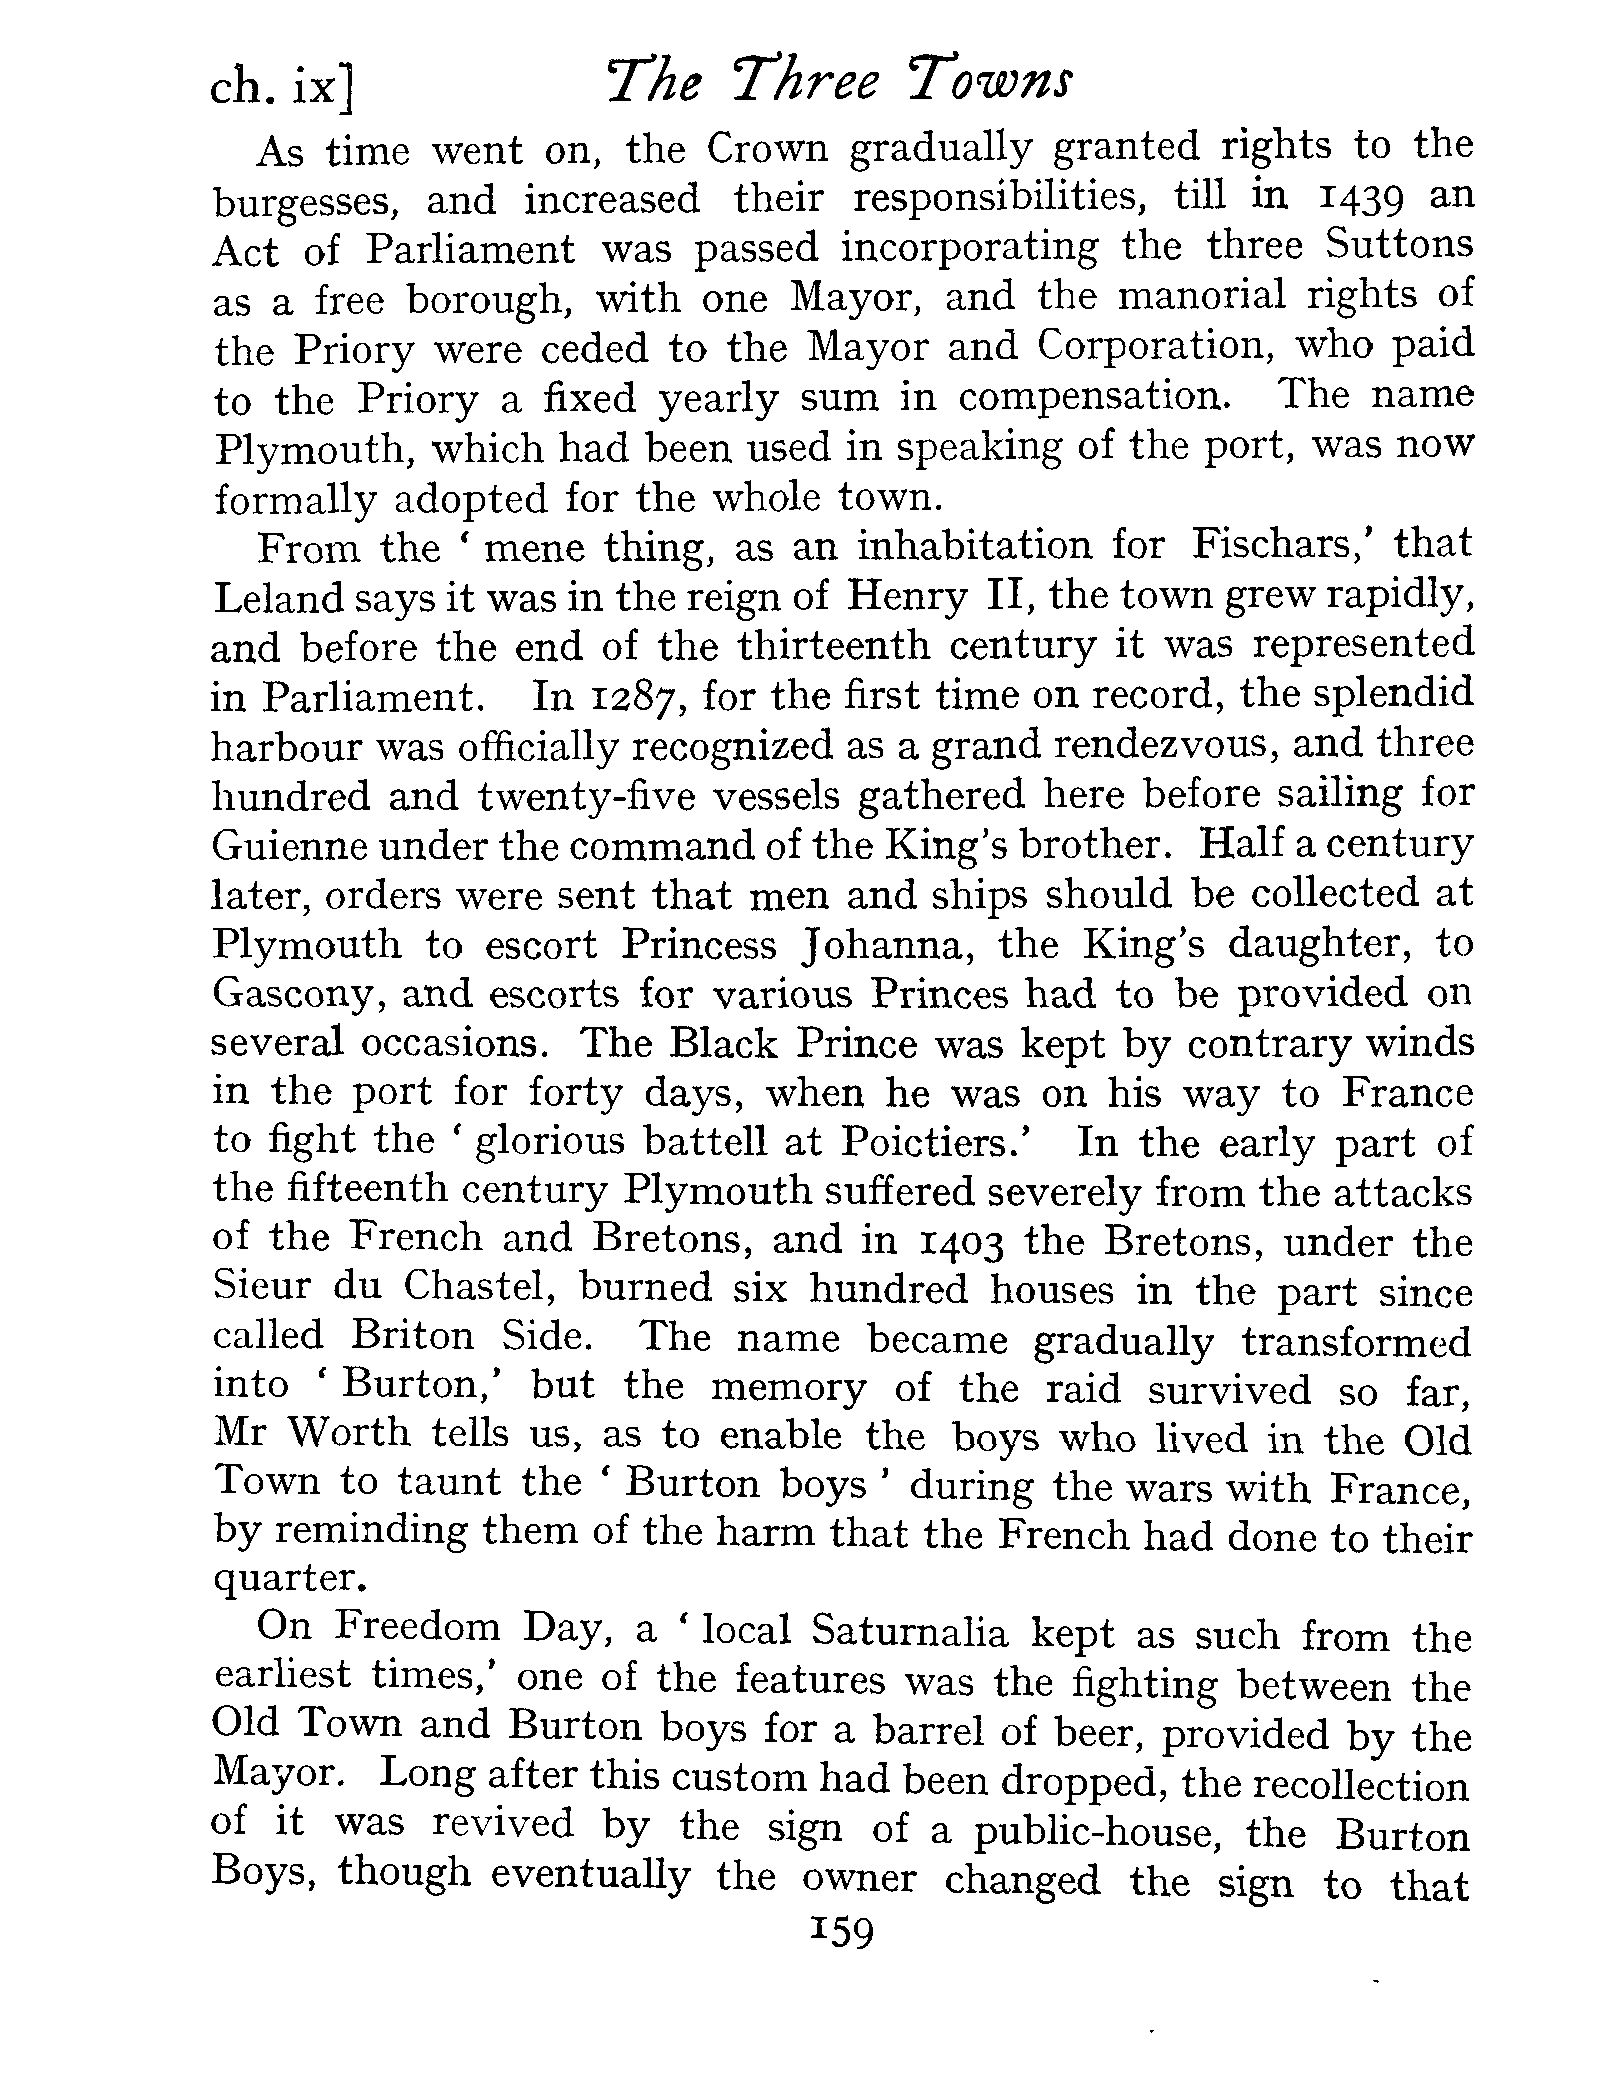 ch. ix] The Three Towns
As time went on, the Crown gradually granted rights to the
burgesses, and increased their responsibilities, till in 1439 an
Act of Parliament was passed incorporating the three Suttons
as a free borough, with one Mayor, and the manorial rights of
the Priory were ceded to the Mayor and Corporation, who paid
to the Priory a fixed yearly sum in compensation. The name
Plymouth, which had been used in speaking of the port, was now
formally adopted for the whole town.
From the ‘ mene thing, as an inhabitation for Fischars,’ that
Leland says it was in the reign of Henry II, the town grew rapidly,
and before the end of the thirteenth century it was represented
in Parliament. In 1287, for the first time on record, the splendid
harbour was officially recognized as a grand rendezvous, and three
hundred and twenty-five vessels gathered here before sailing for
Guienne under the command of the King’s brother. Half a century
later, orders were sent that men and ships should be collected at
Plymouth to escort Princess Johanna, the King’s daughter, to
Gascony, and escorts for various Princes had to be provided on
several occasions. The Black Prince was kept by contrary winds
in the port for forty days, when he was on his way to France
to fight the ‘ glorious battell at Poictiers.’ In the early part of
the fifteenth century Plymouth suffered severely from the attacks
of the French and Bretons, and in 1403 the Bretons, under the
Sieur du Chastel, burned six hundred houses in the part since
called Briton Side. The name became gradually transformed
into ‘ Burton,’ but the memory of the raid survived so far,
Mr Worth tells us, as to enable the boys who lived in the Old
Town to taunt the ‘ Burton boys ’ during the wars with France,
by reminding them of the harm that the French had done to their
quarter.
On Freedom Day, a ‘ local Saturnalia kept as such from the
earliest times,’ one of the features was the fighting between the
Old Town and Burton boys for a barrel of beer, provided by the
Mayor. Long after this custom had been dropped, the recollection
of it was revived by the sign of a public-house, the Burton
Boys, though eventually the owner changed the sign to that
159